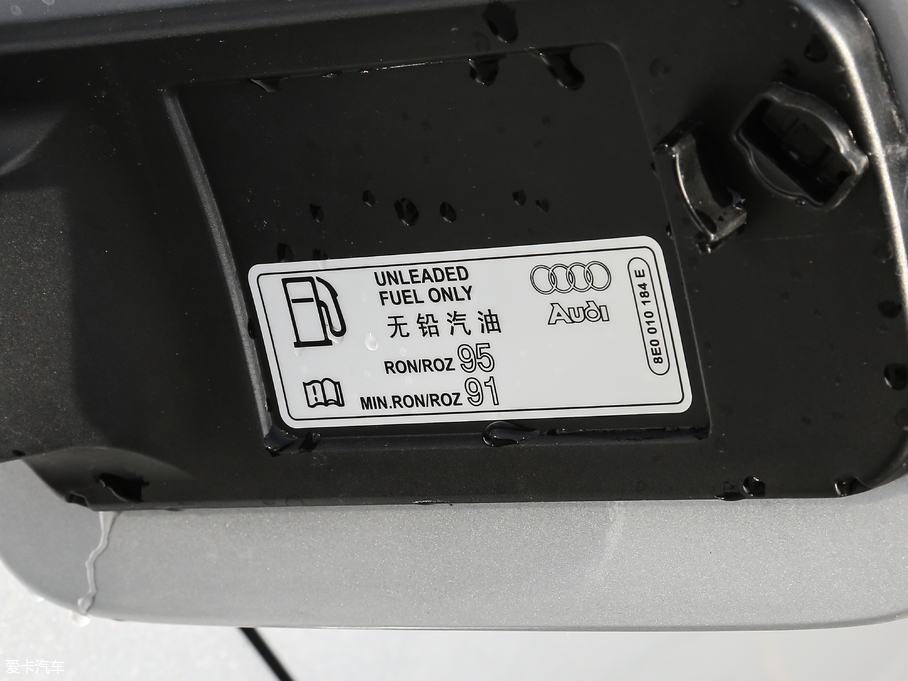 UNLEADED
FUEL ONLY
无铅汽油
RON/ROZ 95
MIN.RON/ROZ 91
Audi
8E0 010 184 E
爱卡汽车